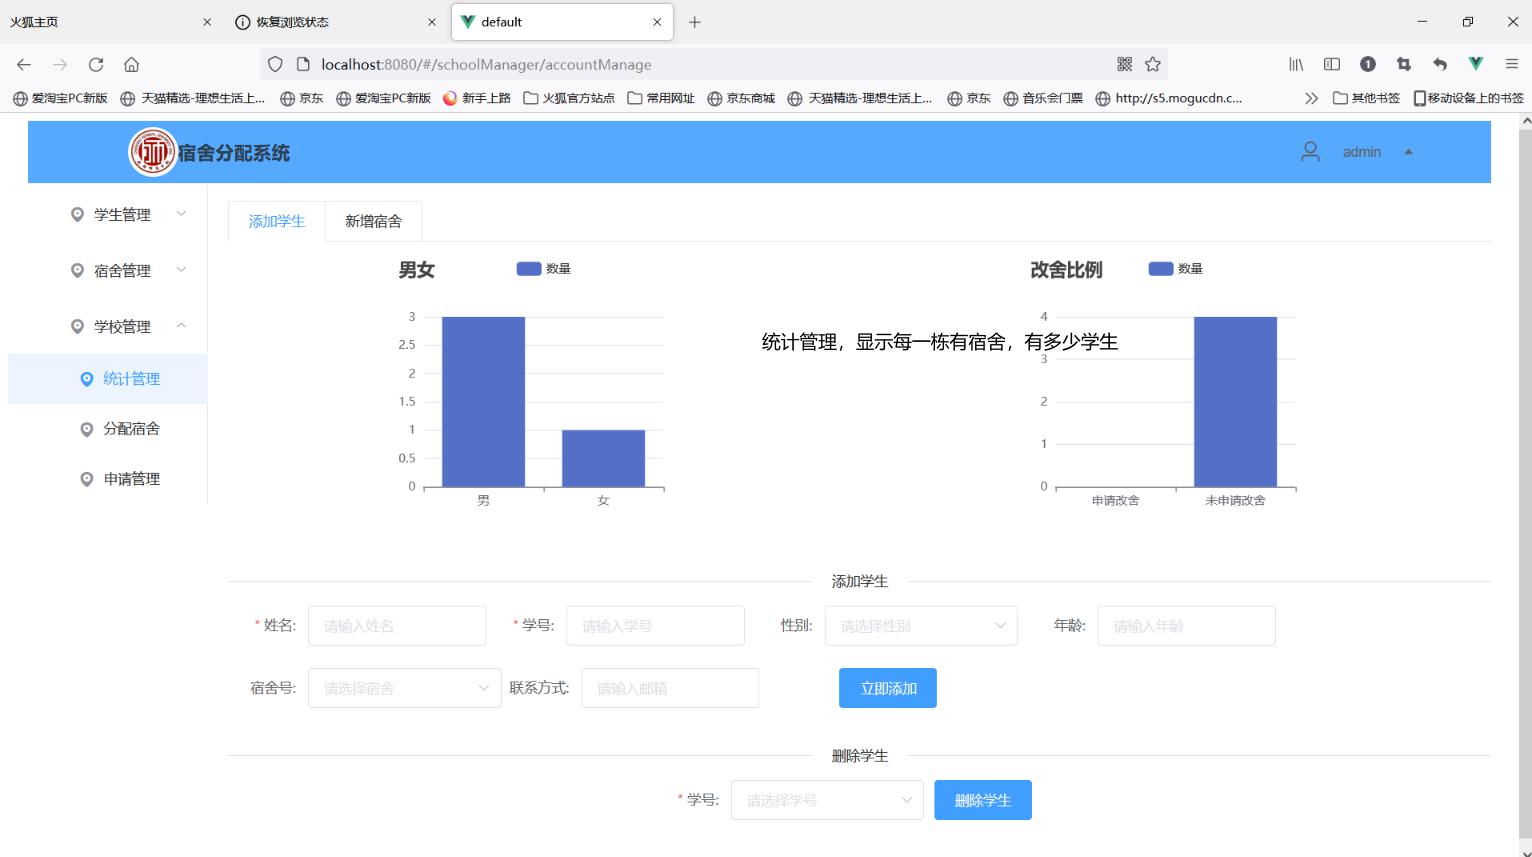 火狐主页
恢复浏览状态
default
localhost:8080/#/schoolManager/accountManage
1
爱淘宝PC新版 天猫精选-理想生活上... 京东 爱淘宝PC新版 新手上路 火狐官方站点 常用网址 京东商城 天猫精选-理想生活上... 京东 音乐会门票 http://s5.mogucdn.c... 其他书签 移动设备上的书签
宿舍分配系统
admin
学生管理
宿舍管理
学校管理
统计管理
分配宿舍
申请管理
添加学生 新增宿舍
男女
数量
3
2.5
2
1.5
1
0.5
0
男 女
统计管理，显示每一栋有宿舍，有多少学生
改舍比例
数量
4
3
2
1
0
申请改舍 未申请改舍
添加学生
* 姓名: 请输入姓名 * 学号: 请输入学号 性别: 请选择性别 年龄: 请输入年龄
宿舍号: 请选择宿舍 联系方式: 请输入邮箱 立即添加
删除学生
* 学号: 请选择学号 删除学生